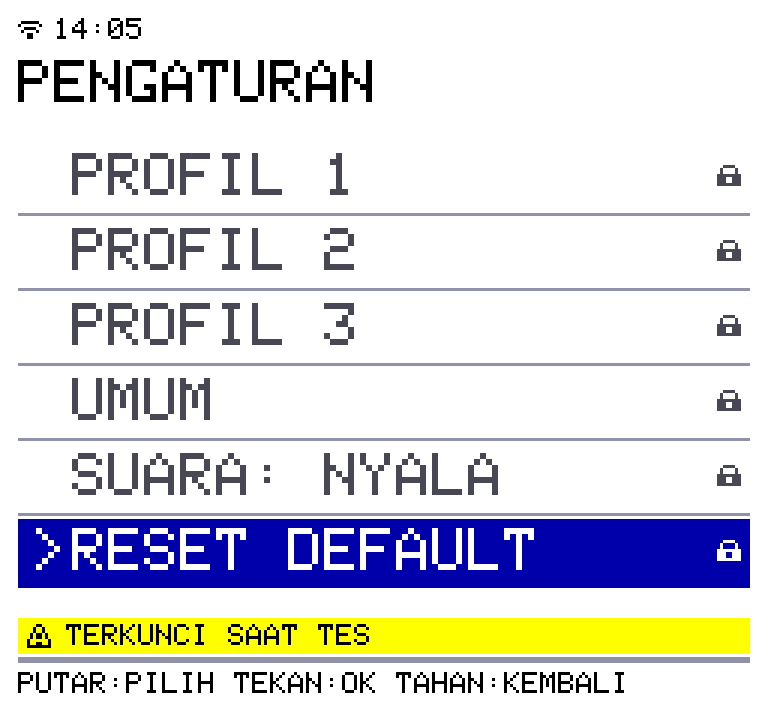 14:05
PENGATURAN
PROFIL 1
PROFIL 2
PROFIL 3
UMUM
SUARA: NYALA
>RESET DEFAULT
TERKUNCI SAAT TES
PUTAR:PILIH TEKAN:OK TAHAN:KEMBALI